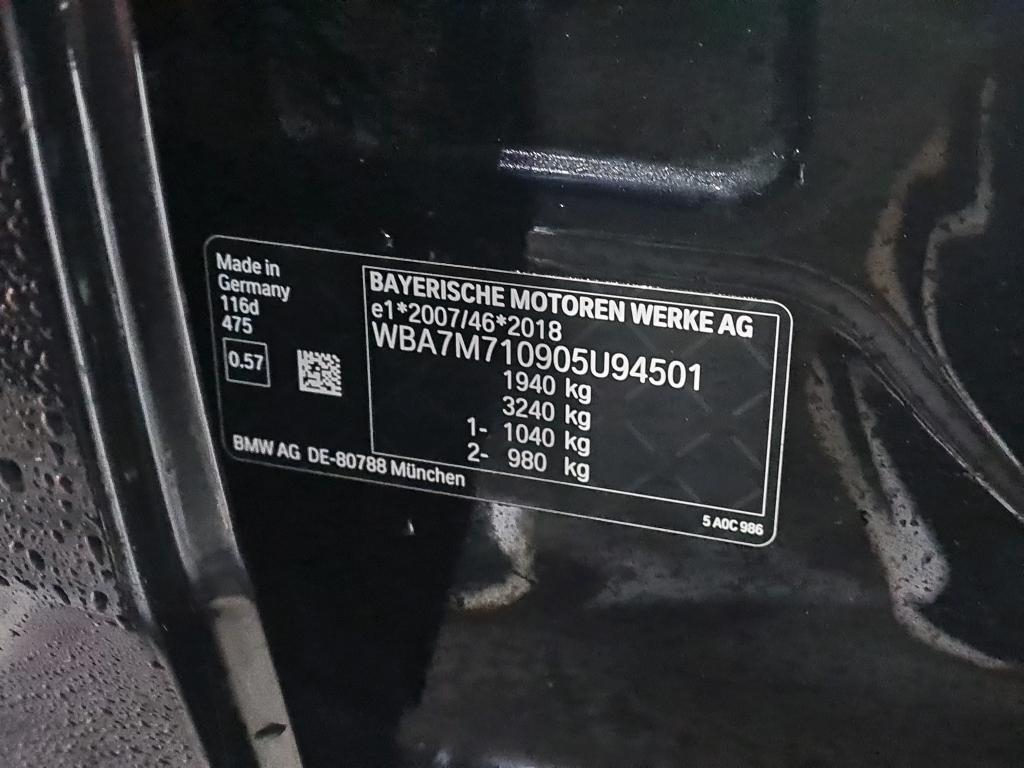 Made in
Germany
116d
475
0.57
BMW AG DE-80788 München
BAYERISCHE MOTOREN WERKE AG
e1*2007/46*2018
WBA7M710905U94501
1940 kg
3240 kg
1- 1040 kg
2- 980 kg
5 A0C 986